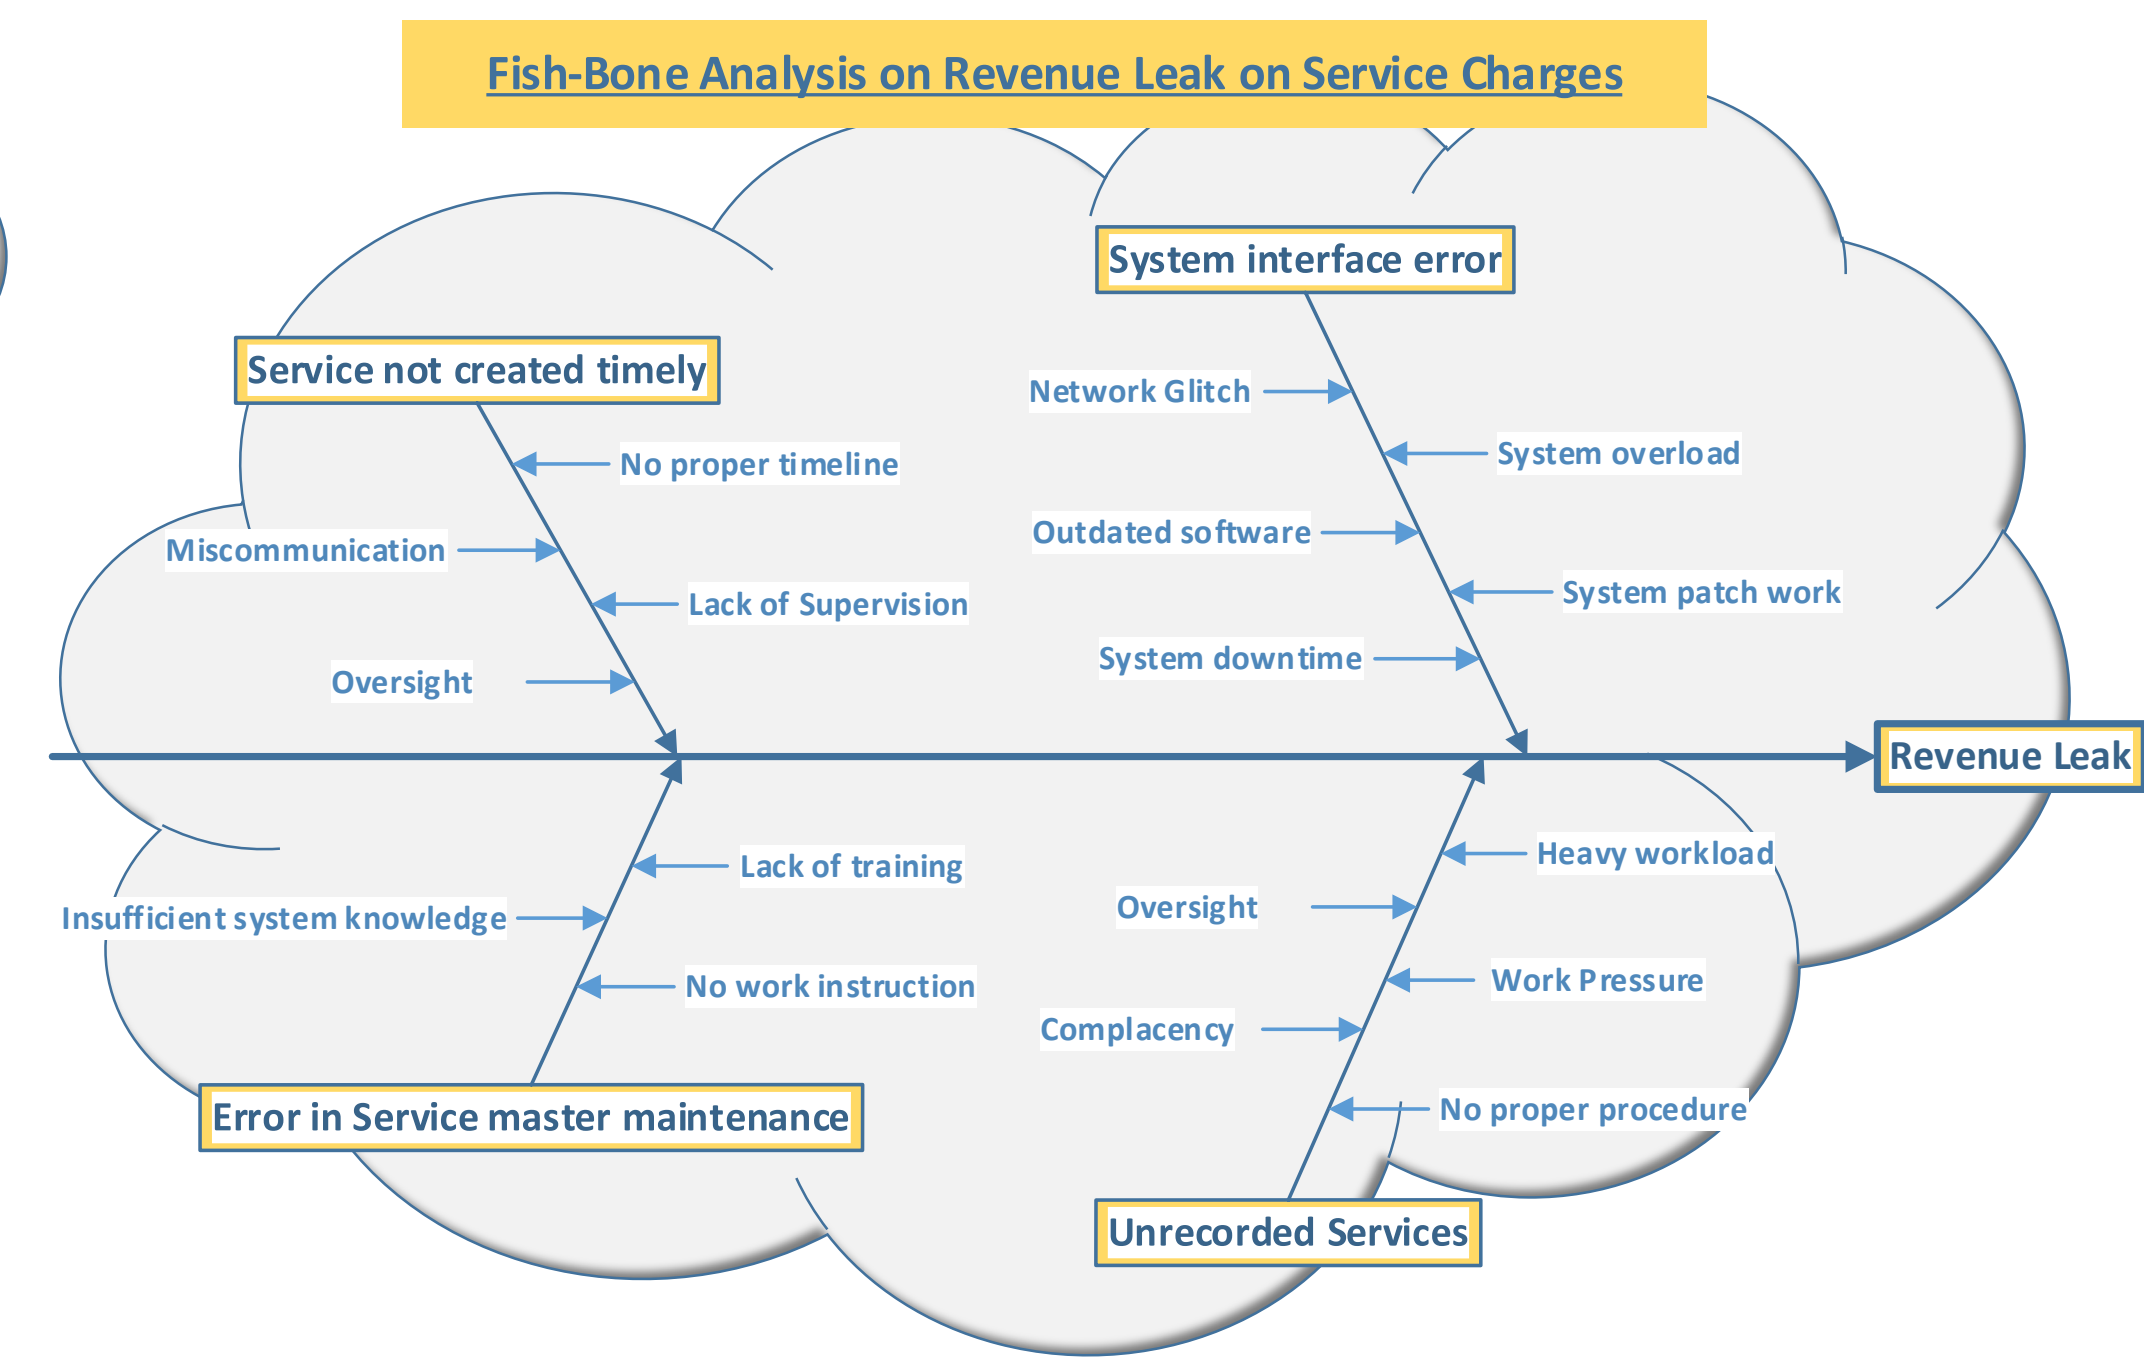 Fish-Bone Analysis on Revenue Leak on Service Charges
System interface error
Service not created timely
Network Glitch
System overload
No proper timeline
Outdated software
Miscommunication
System patch work
Lack of Supervision
System downtime
Oversight
Revenue Leak
Heavy workload
Lack of training
Oversight
Insufficient system knowledge
Work Pressure
No work instruction
Complacency
No proper procedure
Error in Service master maintenance
Unrecorded Services